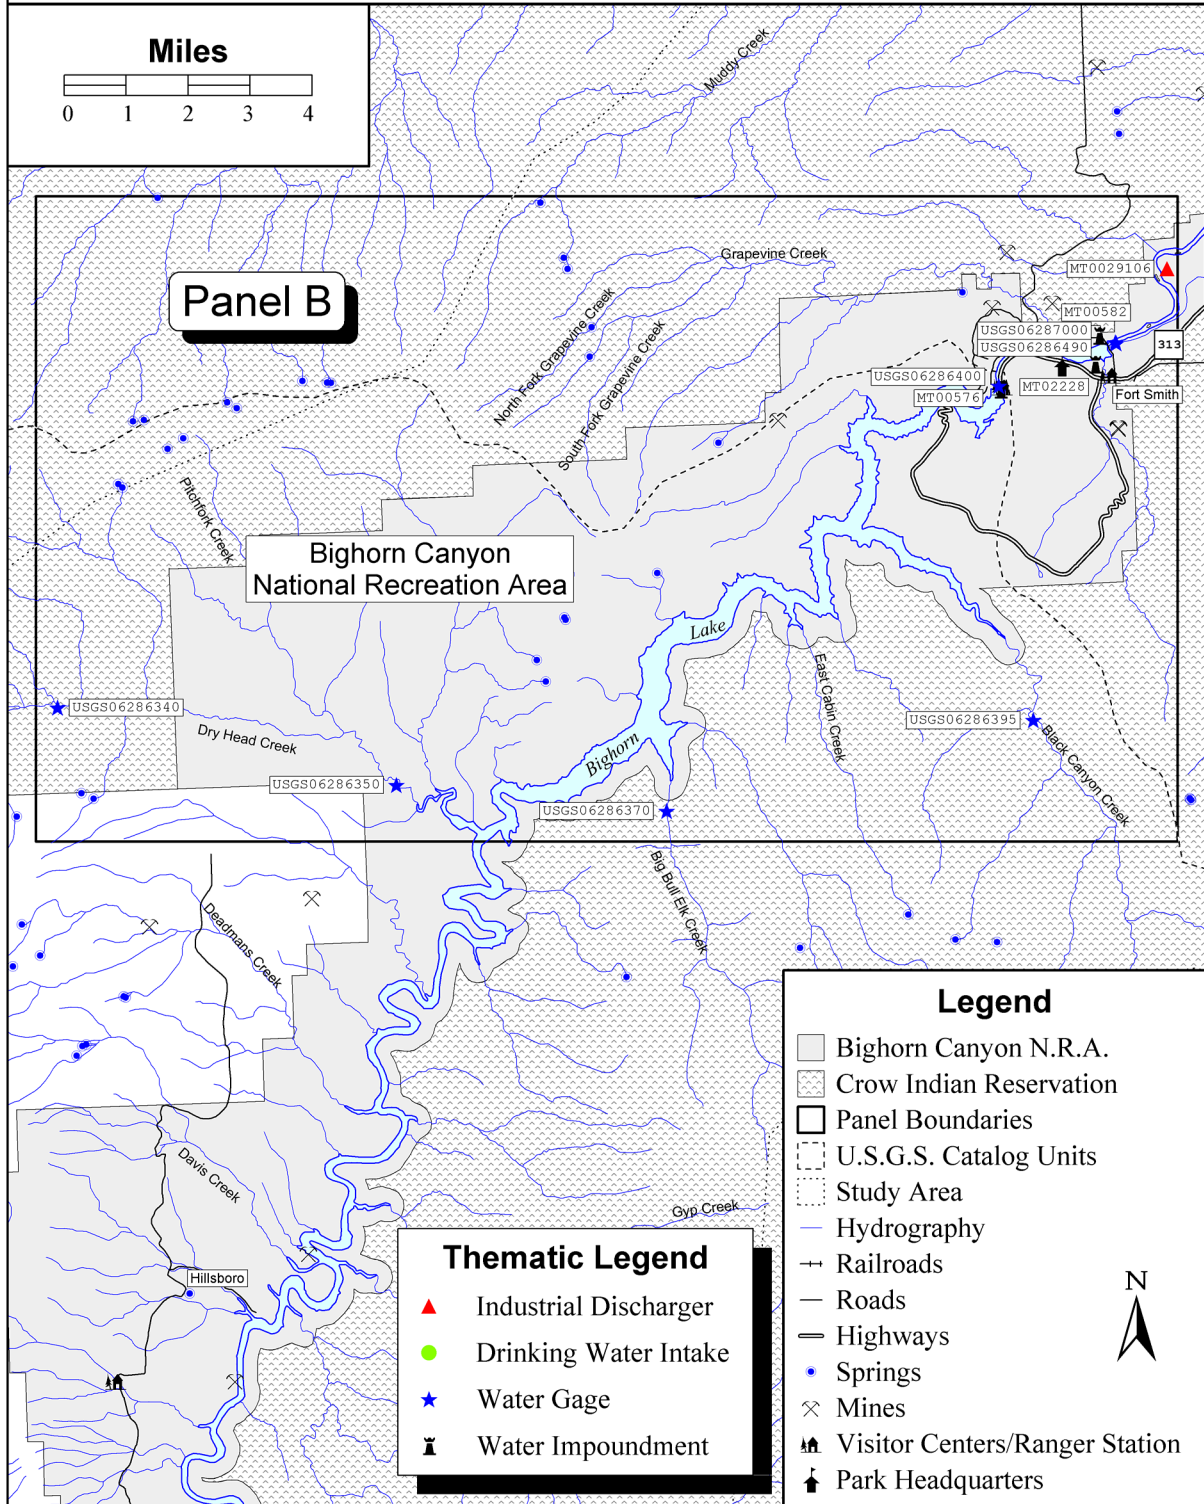 Miles
0 1 2 3 4
Muddy Creek
Panel B
Grapevine Creek
North Fork Grapevine Creek
South Fork Grapevine Creek
MT0029106
MT00582
USGS06287000
USGS06286490
313
USGS06286400
MT00576
MT02228
Fort Smith
Pitchfork Creek
Bighorn Canyon
National Recreation Area
Lake
Bighorn
East Cabin Creek
USGS06286340
USGS06286395
Dry Head Creek
Black Canyon Creek
USGS06286350
USGS06286370
Big Bull Elk Creek
Deadmans Creek
Davis Creek
Gyp Creek
Hillsboro
Thematic Legend
Industrial Discharger
Drinking Water Intake
Water Gage
Water Impoundment
Legend
Bighorn Canyon N.R.A.
Crow Indian Reservation
Panel Boundaries
U.S.G.S. Catalog Units
Study Area
Hydrography
Railroads
Roads
Highways
Springs
Mines
Visitor Centers/Ranger Station
Park Headquarters
N